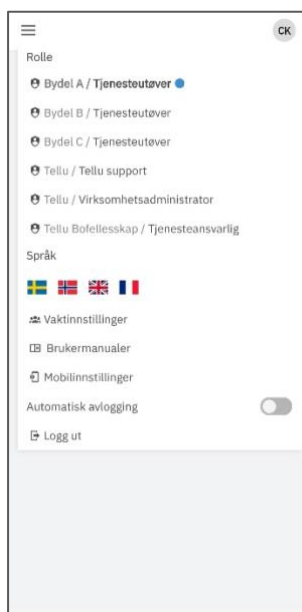 CK
Rolle
Bydel A / Tjenesteutøver
Bydel B / Tjenesteutøver
Bydel C / Tjenesteutøver
Tellu / Tellu support
Tellu / Virksomhetsadministrator
Tellu Bofellesskap / Tjenesteansvarlig
Språk
Vaktinnstillinger
Brukermanualer
Mobilinnstillinger
Automatisk avlogging
Logg ut